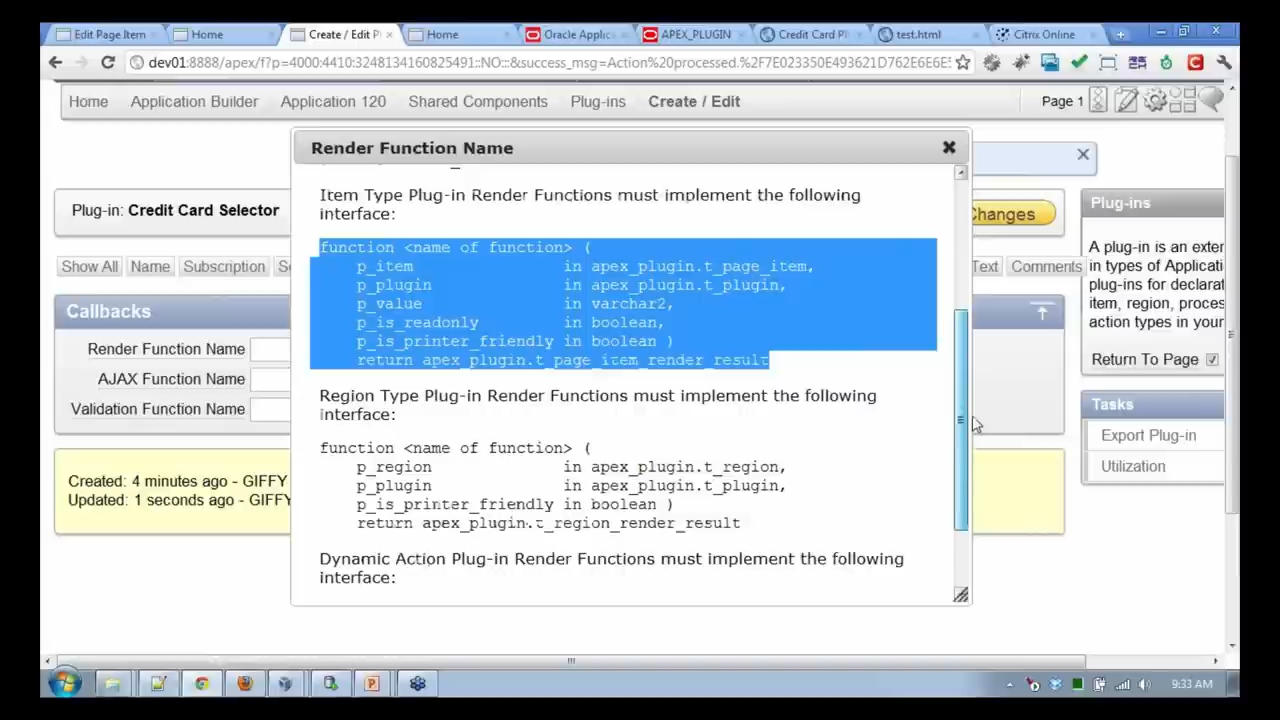 Edit Page Item
Home
Create / Edit Pl
Home
Oracle Applic
APEX_PLUGIN
Credit Card Pl
test.html
Citrix Online
dev01:8888/apex/f?p=4000:4410:3248134160825491:NO::&success_msg=Action%20processed.%2F7E023350E493621D762E6E6E5
Home
Application Builder
Application 120
Shared Components
Plug-ins
Create / Edit
Page 1
Render Function Name
Plug-in: Credit Card Selector
Changes
Show All
Name
Subscription
Text
Comments
Callbacks
Render Function Name
AJAX Function Name
Validation Function Name
Created: 4 minutes ago - GIFFY
Updated: 1 seconds ago - GIFFY
Item Type Plug-in Render Functions must implement the following
interface:
function <name of function> (
p_item in apex_plugin.t_page_item,
p_plugin in apex_plugin.t_plugin,
p_value in varchar2,
p_is_readonly in boolean,
p_is_printer_friendly in boolean )
return apex_plugin.t_page_item_render_result
Region Type Plug-in Render Functions must implement the following
interface:
function <name of function> (
p_region in apex_plugin.t_region,
p_plugin in apex_plugin.t_plugin,
p_is_printer_friendly in boolean )
return apex_plugin.t_region_render_result
Dynamic Action Plug-in Render Functions must implement the following
interface:
Plug-ins
A plug-in is an exter
in types of Applicati
plug-ins for declarat
item, region, proces
action types in your
Return To Page
Tasks
Export Plug-in
Utilization
9:33 AM